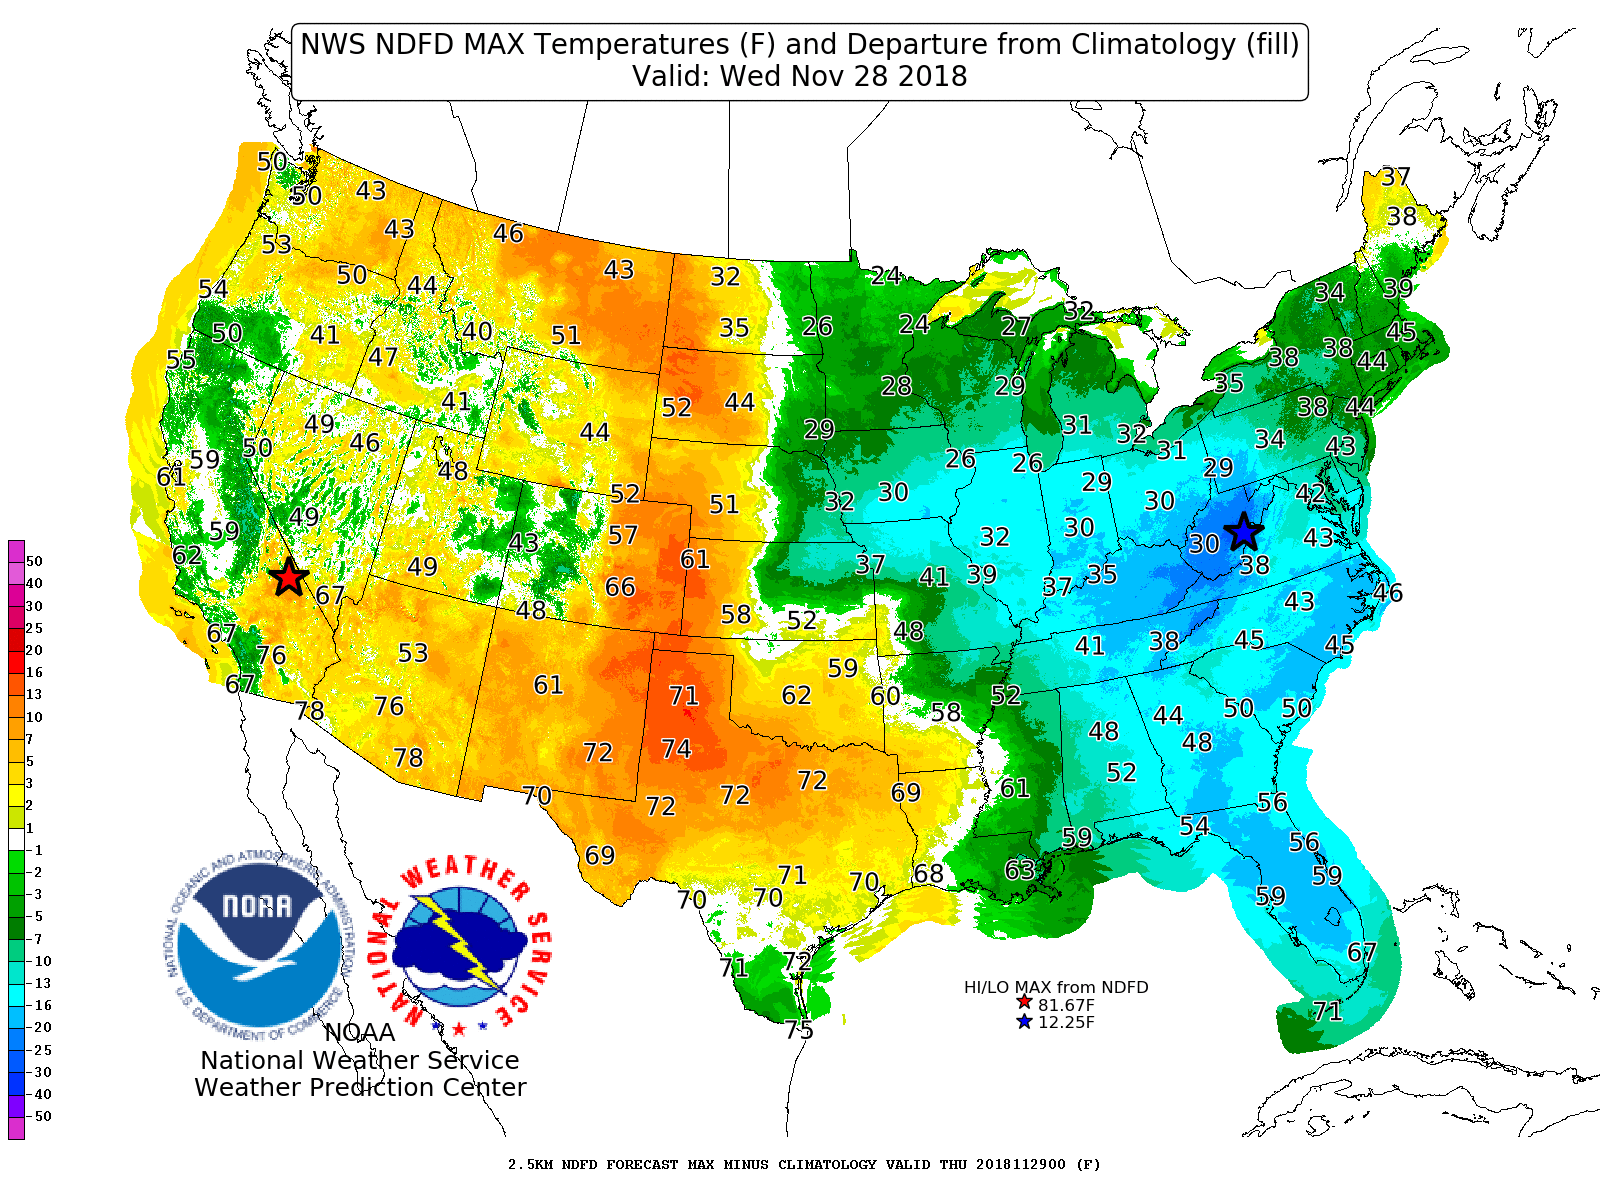 NWS NDFD MAX Temperatures (F) and Departure from Climatology (fill)
Valid: Wed Nov 28 2018
50
50 43 37
43 46 38
53
50 44 43 32 24
54 34 39
50 41 47 40 51 35 26 24 27 32 45
55 38 38 44
41 52 44 28 29 35 38 44
49 46 44 29 31 32 34 43
50 59 48 26 26 31 29
61 52 51 32 30 29 30 42
59 49 57 32 30 43
62 43 61 30
49 66 37 41 39 37 35 38
67 48 58 52 43 46
67 48
76 53 59 41 38 45 45
67 61 71 62 60 52
78 76 58 50 50
72 74 48 44 48
78 72 52
70 72 72 69 61 56
59 54 56
69 71 70 68 63 59
70 70 59
71 72 67
75 71
50
40
30
25
20
16
13
10
7
5
3
2
1
-1
-2
-3
-5
-7
-10
-13
-16
-20
-25
-30
-40
-50
HI/LO MAX from NDFD
81.67F
12.25F
NATIONAL OCEANIC AND ATMOSPHERIC ADMINISTRATION
NOAA
U.S. DEPARTMENT OF COMMERCE
NATIONAL WEATHER SERVICE
NOAA
National Weather Service
Weather Prediction Center
2.5KM NDFD FORECAST MAX MINUS CLIMATOLOGY VALID THU 2018112900 (F)